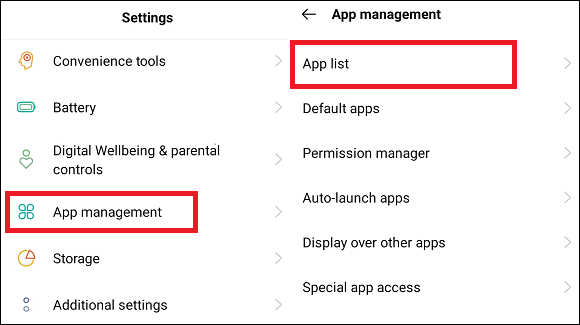 Settings
Convenience tools
Battery
Digital Wellbeing & parental
controls
App management
Storage
Additional settings
App management
App list
Default apps
Permission manager
Auto-launch apps
Display over other apps
Special app access